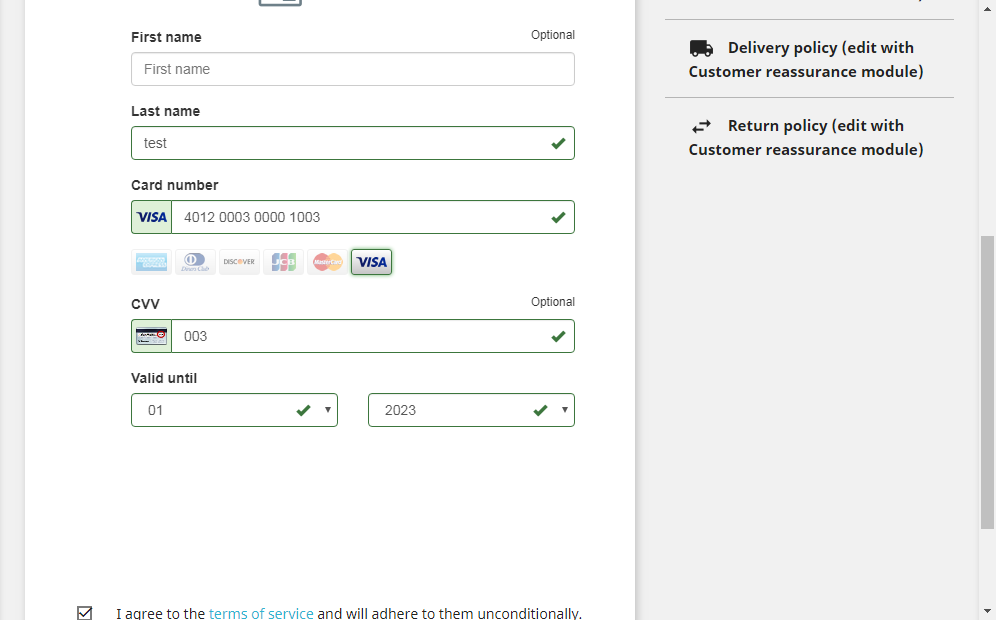 First name
Optional
First name
Last name
test
Card number
VISA
4012 0003 0000 1003
DISCOVER
JCB
MasterCard
VISA
CVV
Optional
003
Valid until
01
2023
I agree to the terms of service and will adhere to them unconditionally.
Delivery policy (edit with
Customer reassurance module)
Return policy (edit with
Customer reassurance module)